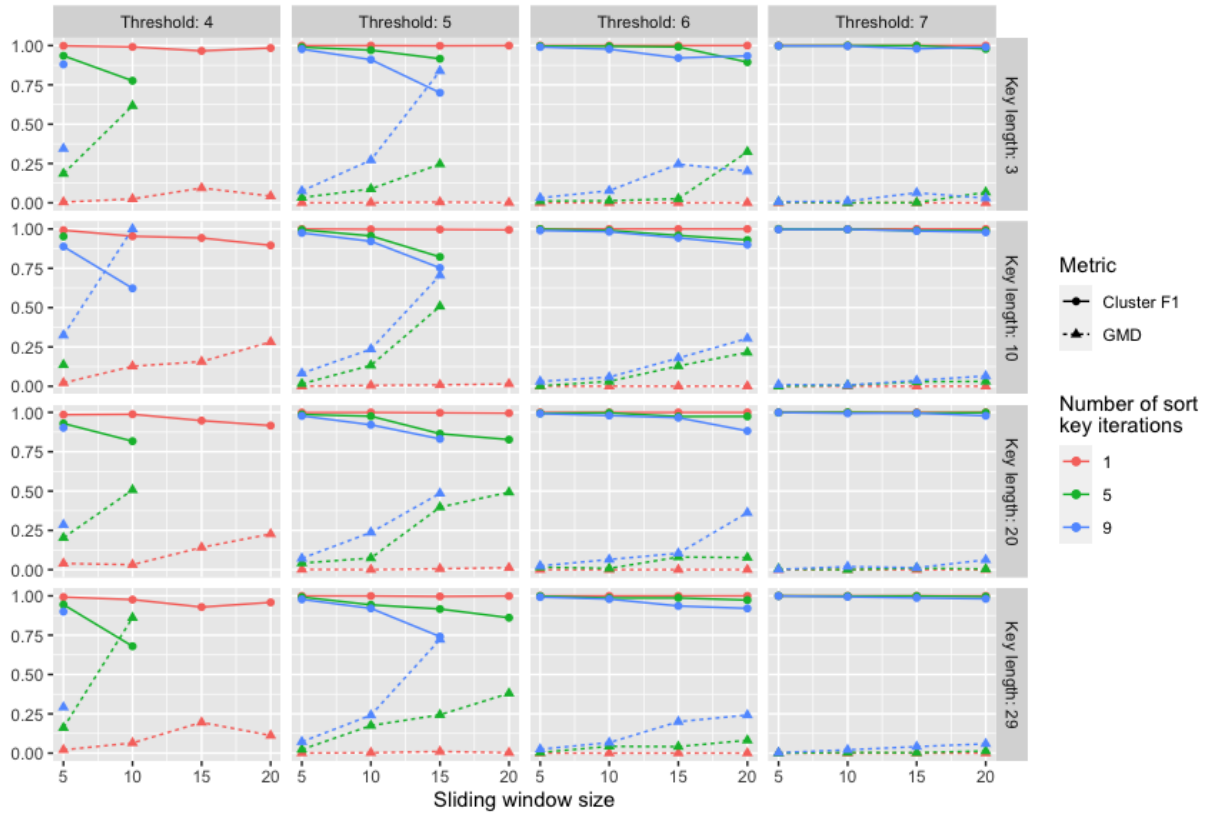 Threshold: 4
Threshold: 5
Threshold: 6
Threshold: 7
1.00
0.75
0.50
0.25
0.00
Key length: 3
1.00
0.75
0.50
0.25
0.00
Key length: 10
1.00
0.75
0.50
0.25
0.00
Key length: 20
1.00
0.75
0.50
0.25
0.00
Key length: 29
5 10 15 20
5 10 15 20
5 10 15 20
5 10 15 20
Sliding window size
Metric
Cluster F1
GMD
Number of sort
key iterations
1
5
9